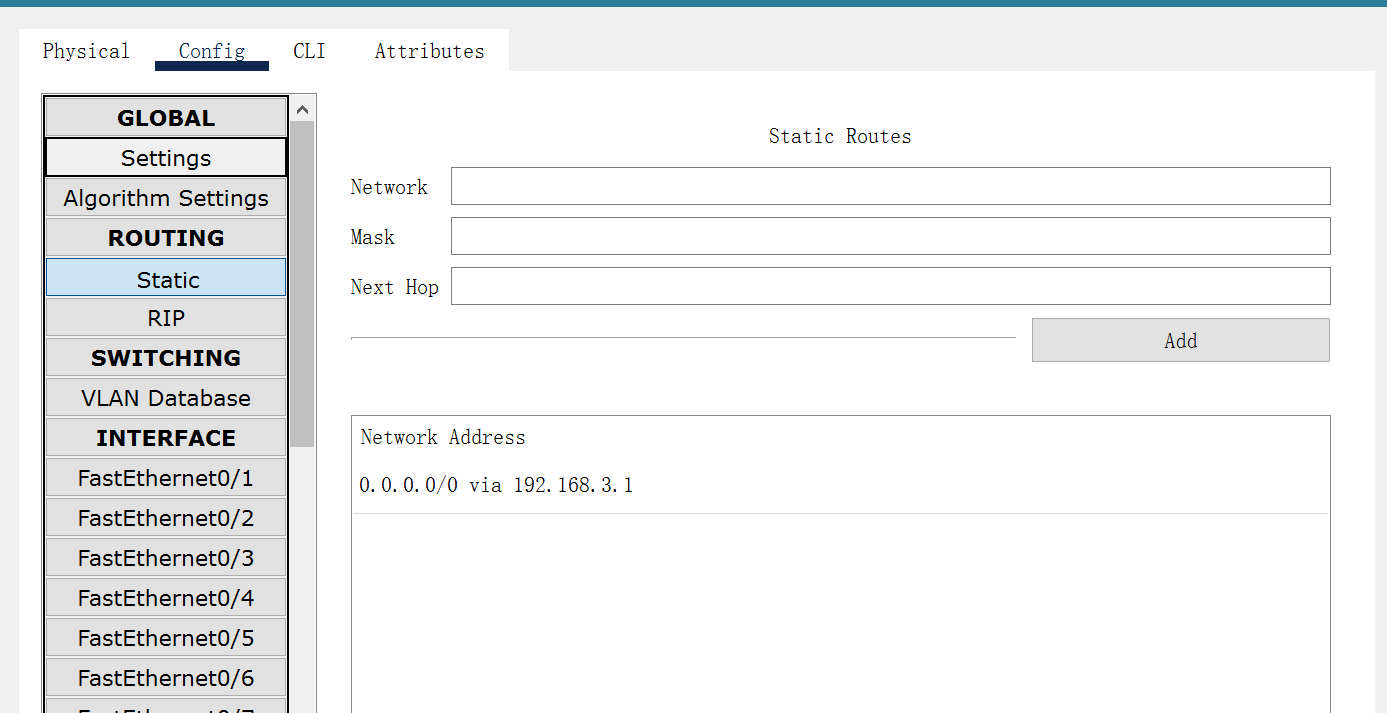 Physical Config CLI Attributes
GLOBAL
Settings
Algorithm Settings
ROUTING
Static
RIP
SWITCHING
VLAN Database
INTERFACE
FastEthernet0/1
FastEthernet0/2
FastEthernet0/3
FastEthernet0/4
FastEthernet0/5
FastEthernet0/6
Static Routes
Network
Mask
Next Hop
Add
Network Address
0.0.0.0/0 via 192.168.3.1